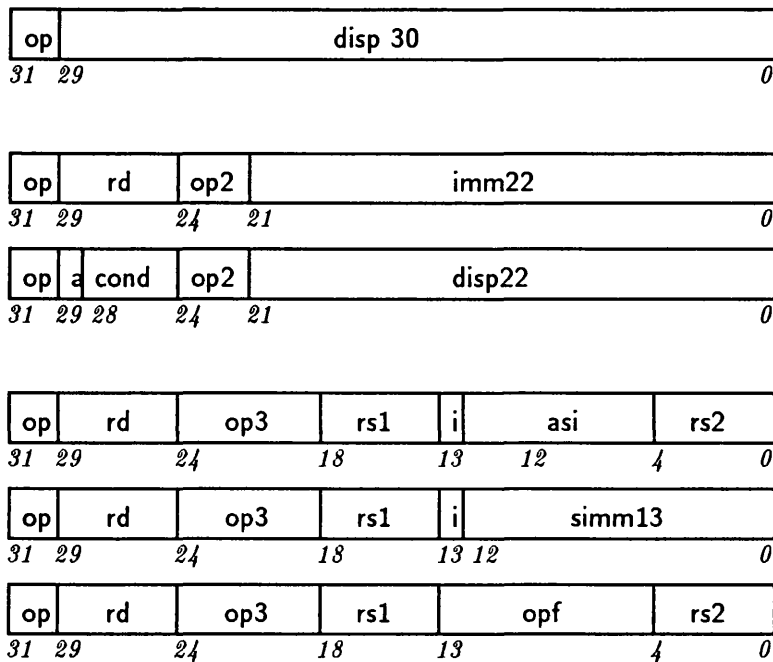 op disp 30
31 29 0
op rd op2 imm22
31 29 24 21 0
op a cond op2 disp22
31 29 28 24 21 0
op rd op3 rs1 i asi rs2
31 29 24 18 13 12 4 0
op rd op3 rs1 i simm13
31 29 24 18 13 12 0
op rd op3 rs1 opf rs2
31 29 24 18 13 4 0